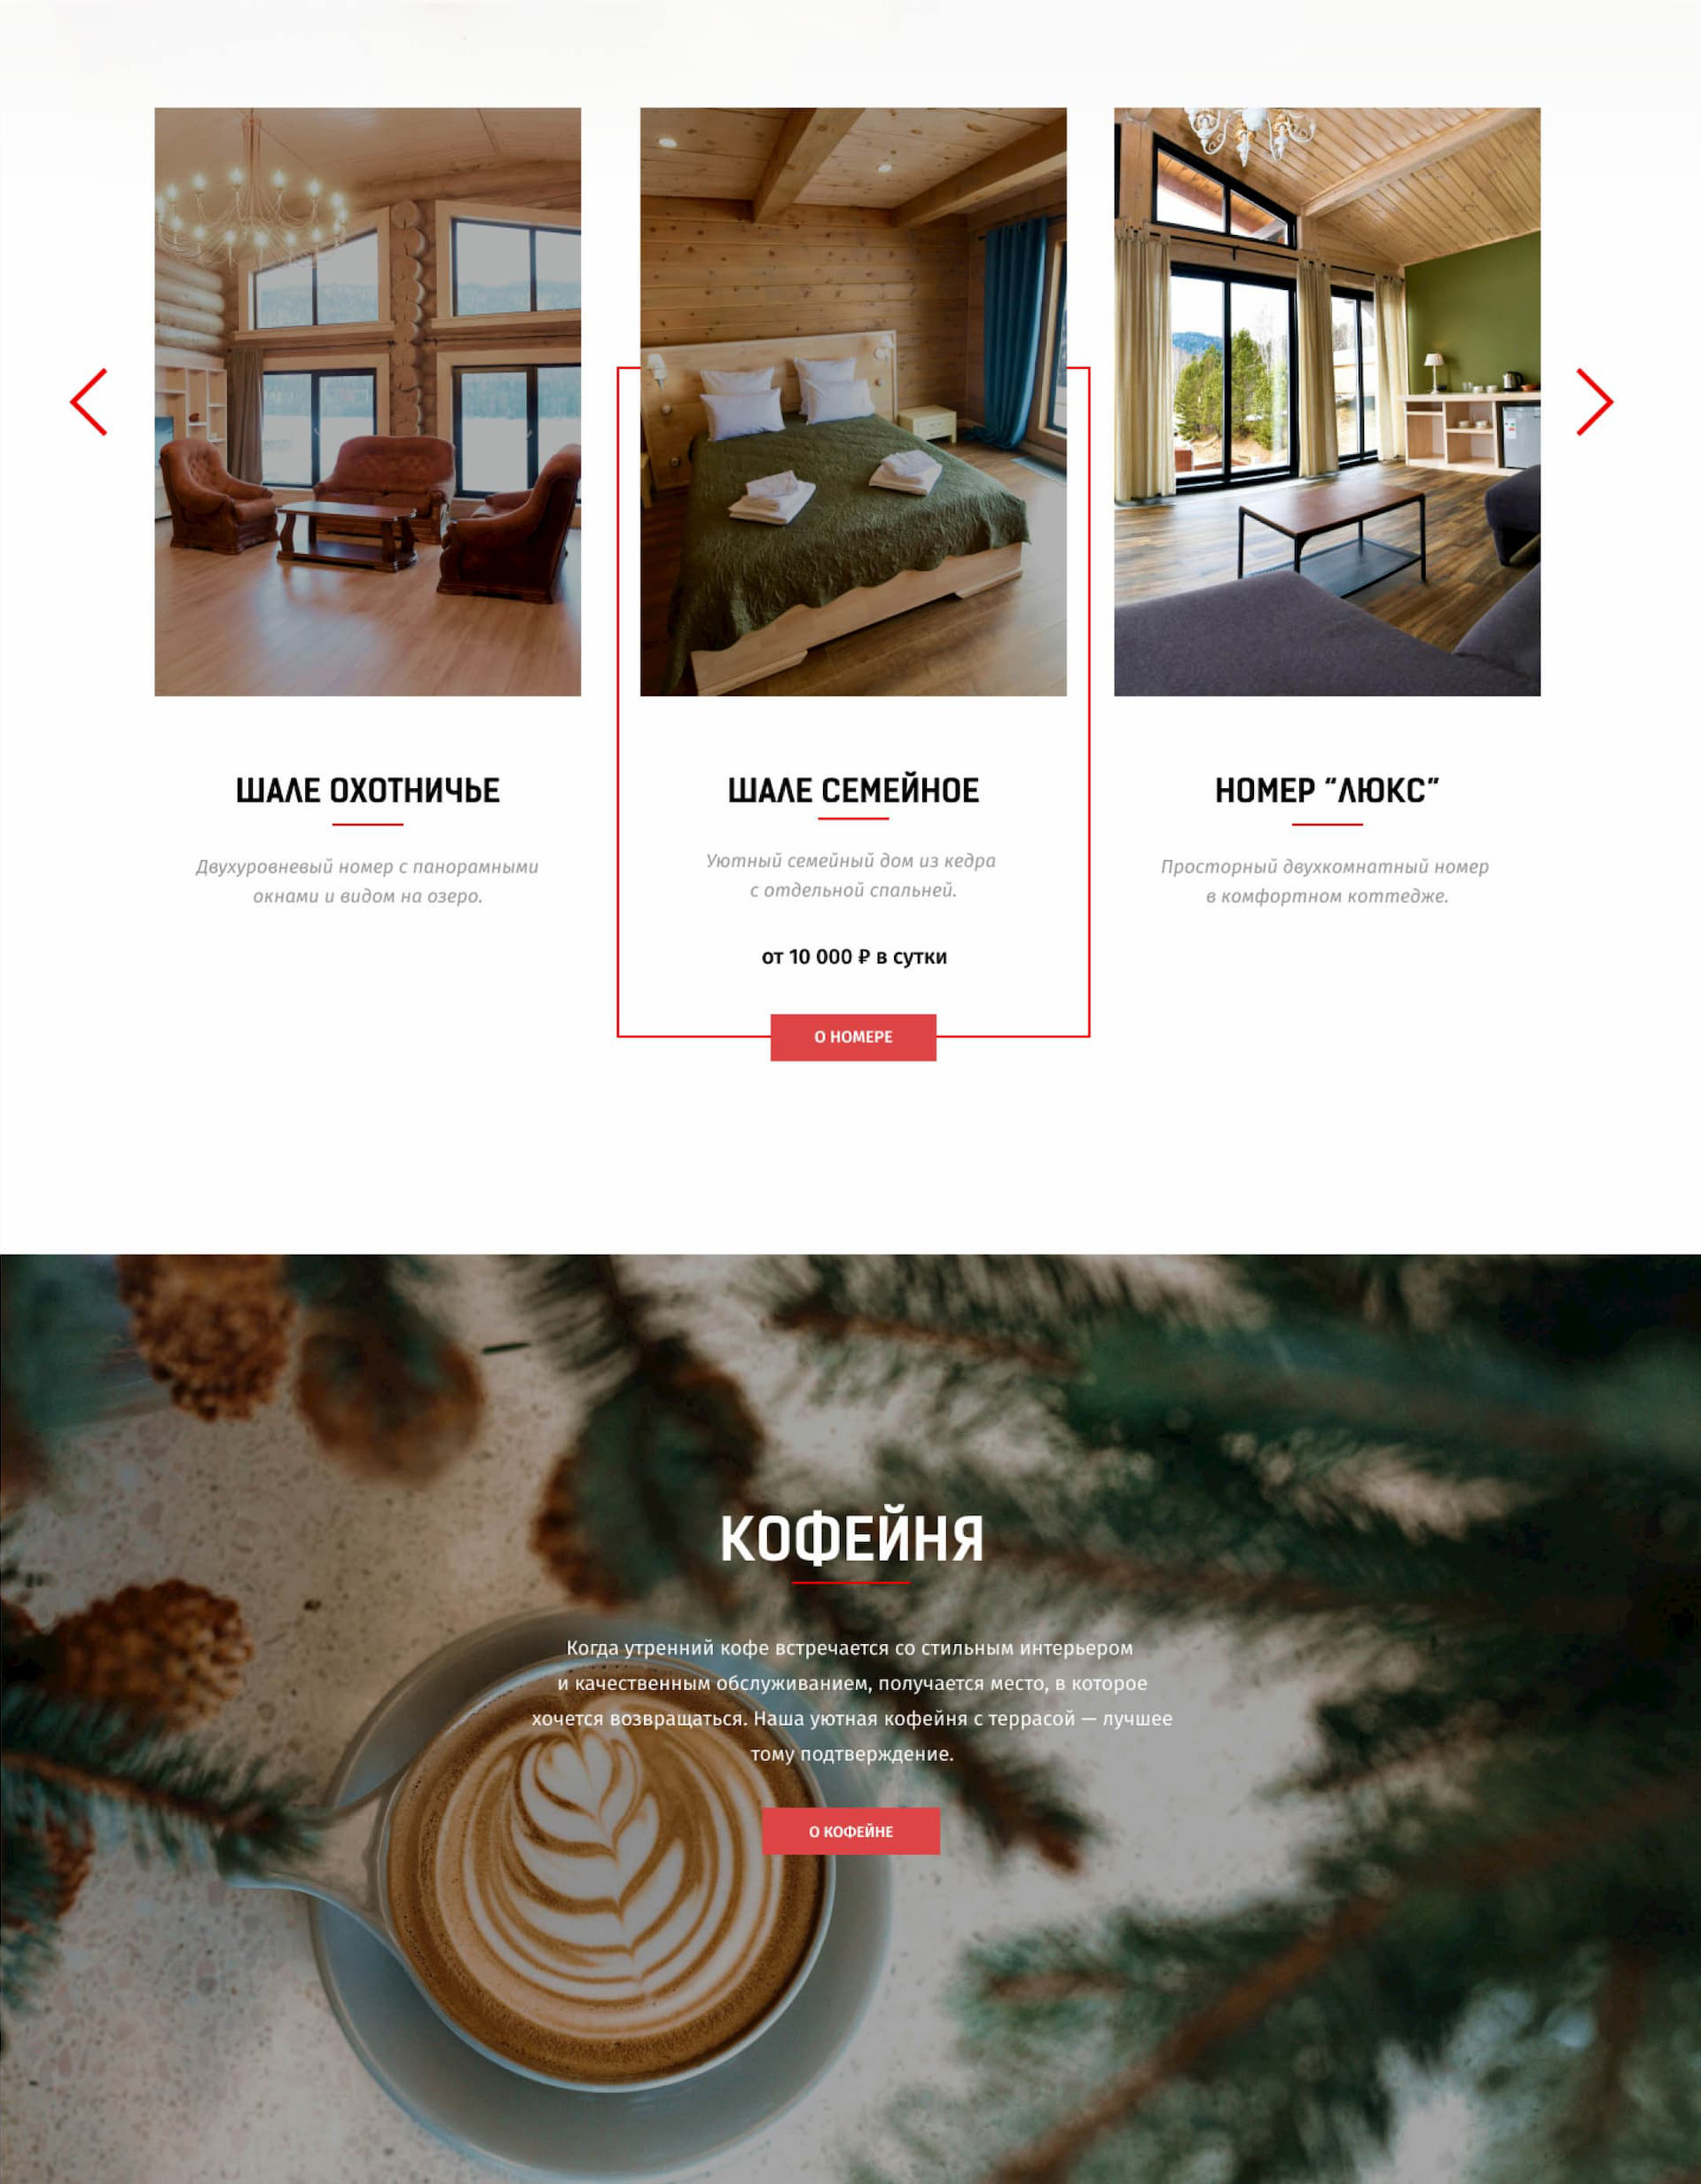 ШАЛЕ ОХОТНИЧЬЕ
Двухуровневый номер с панорамными
окнами и видом на озеро.
ШАЛЕ СЕМЕЙНОЕ
Уютный семейный дом из кедра
с отдельной спальней.
от 10 000 ₽ в сутки
О НОМЕРЕ
НОМЕР “ЛЮКС”
Просторный двухкомнатный номер
в комфортном коттедже.
КОФЕЙНЯ
Когда утренний кофе встречается со стильным интерьером
и качественным обслуживанием, получается место, в которое
хочется возвращаться. Наша уютная кофейня с террасой — лучшее
тому подтверждение.
О КОФЕЙНЕ